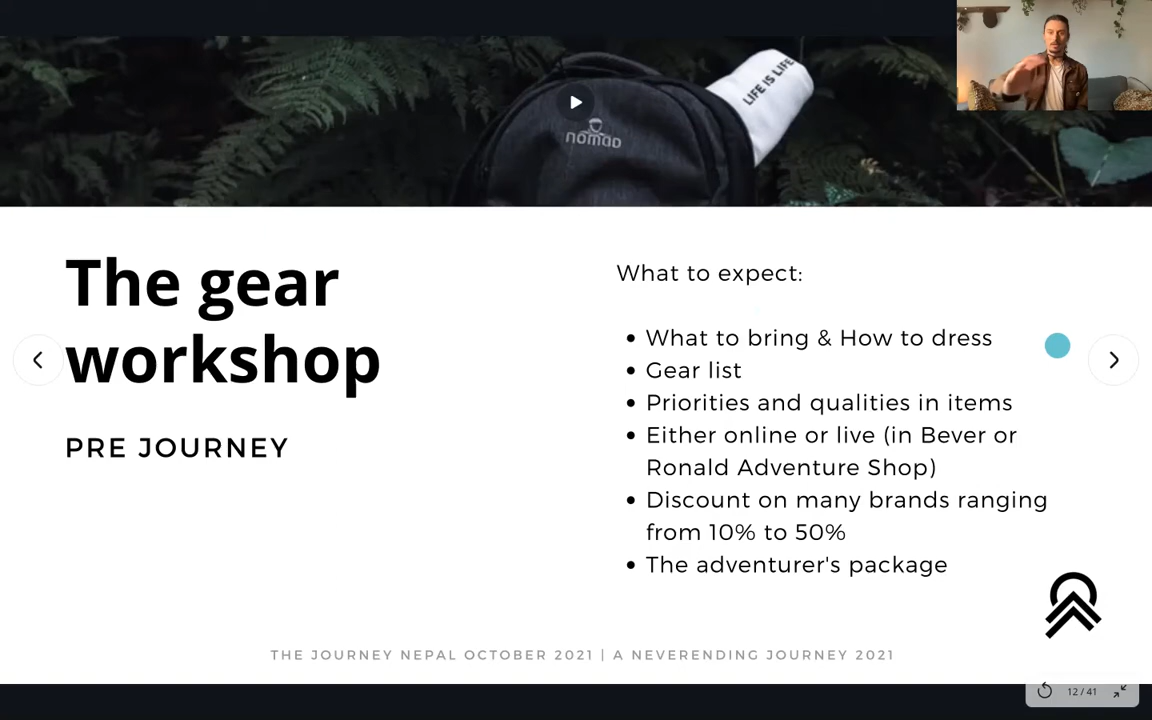 LIFE IS LIFE
nomad
The gear
workshop
PRE JOURNEY
What to expect:
• What to bring & How to dress
• Gear list
• Priorities and qualities in items
• Either online or live (in Bever or
Ronald Adventure Shop)
• Discount on many brands ranging
from 10% to 50%
• The adventurer's package
THE JOURNEY NEPAL OCTOBER 2021 | A NEVERENDING JOURNEY 2021
12 / 41